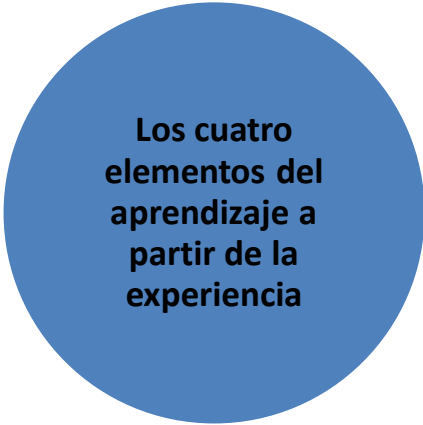 Los cuatro
elementos del
aprendizaje a
partir de la
experiencia